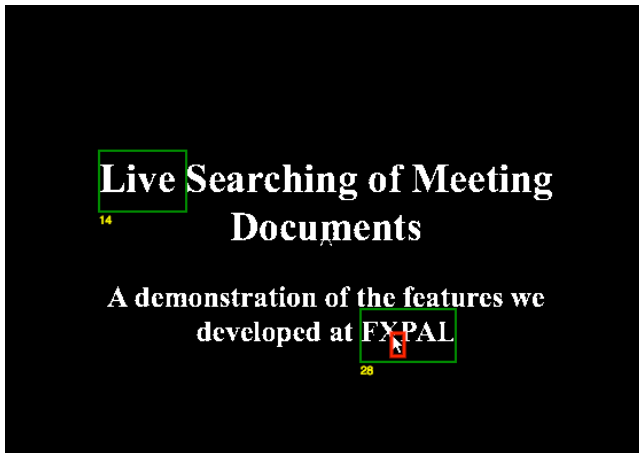 Live Searching of Meeting
14
Documents
A demonstration of the features we
developed at FXPAL
28